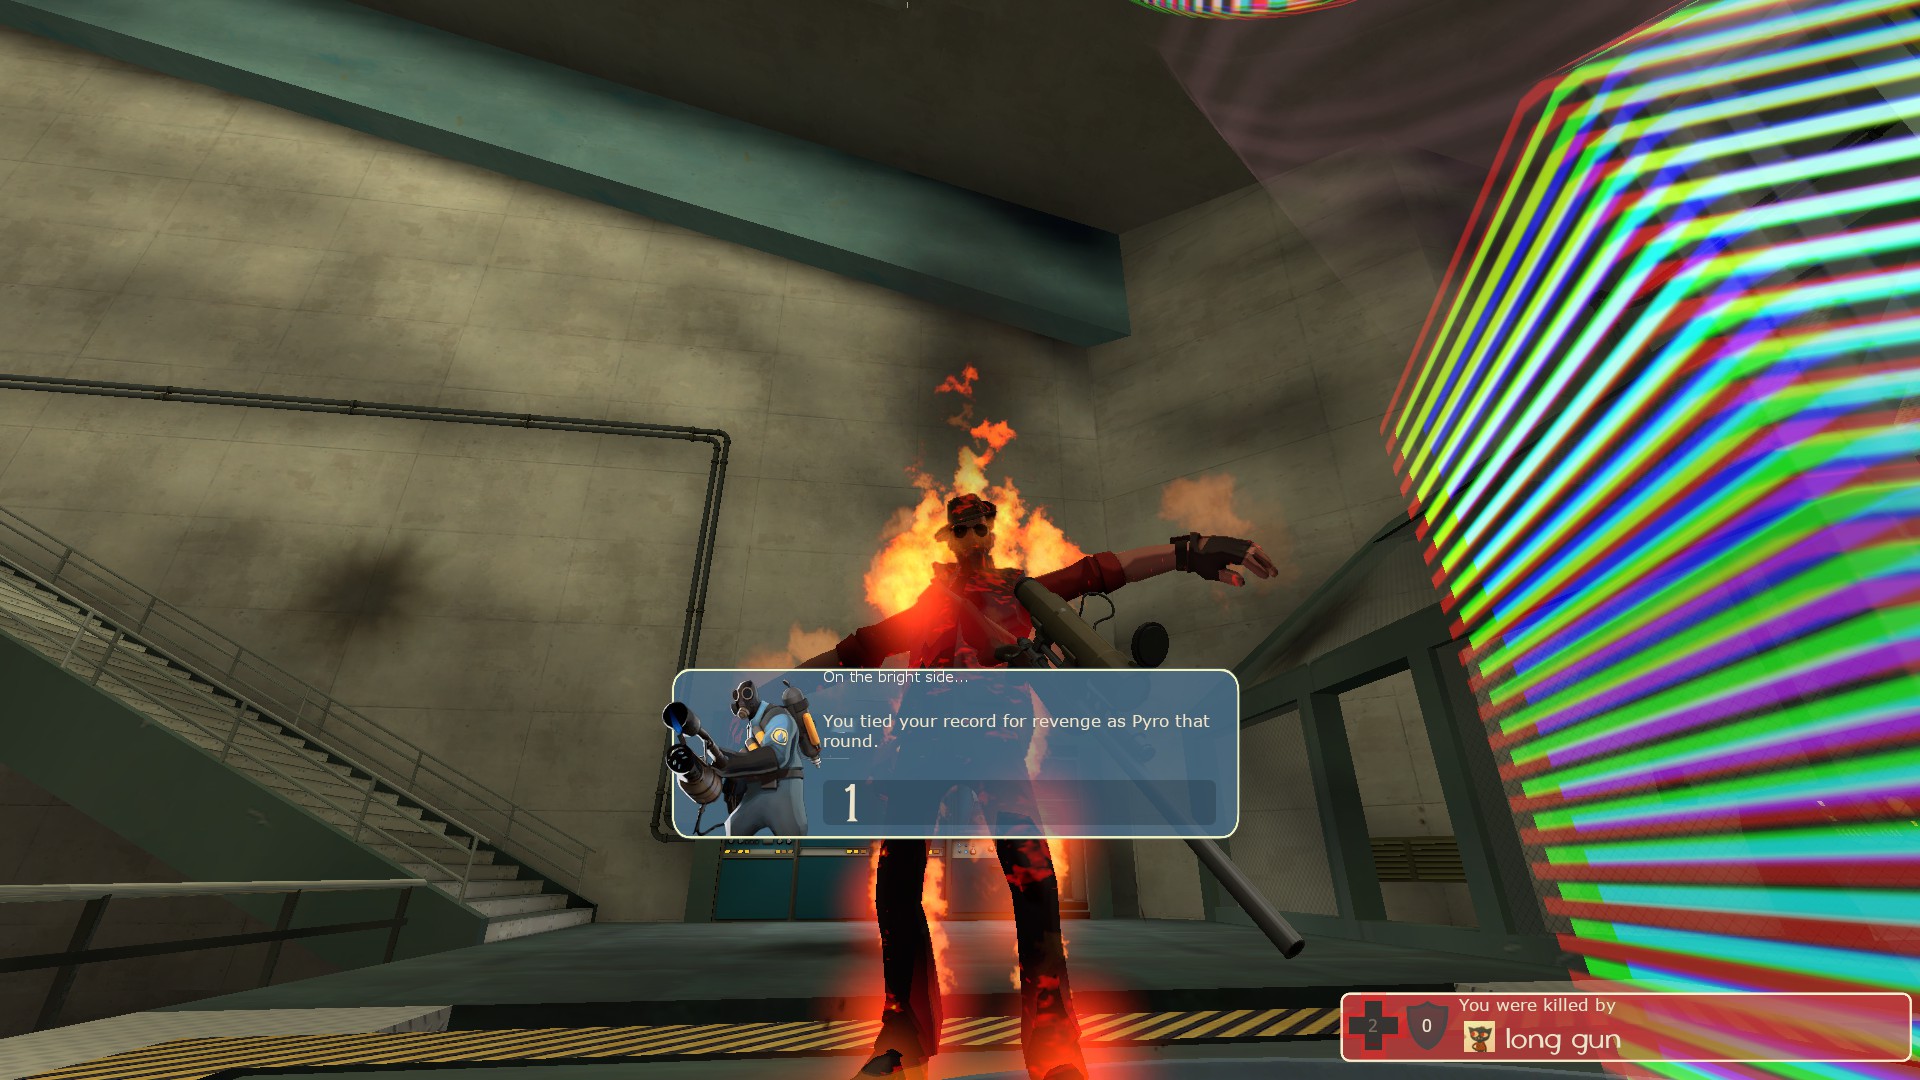 On the bright side...
You tied your record for revenge as Pyro that
round.
1
You were killed by
2
0
long gun